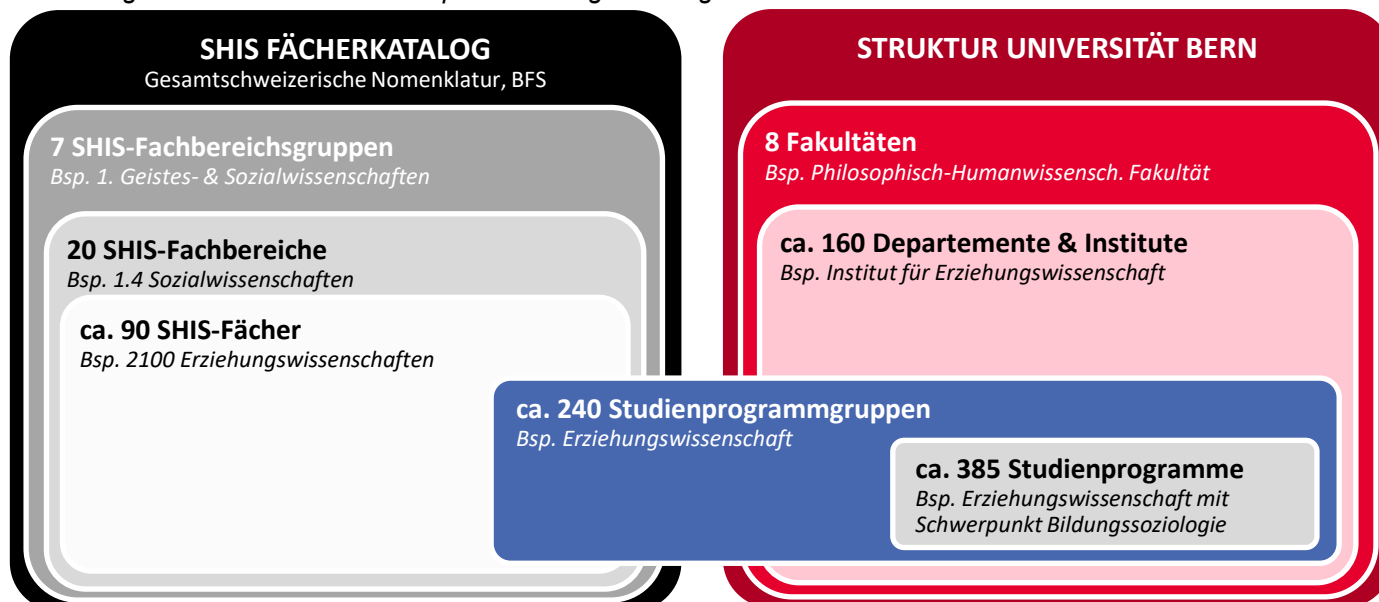 SHIS FÄCHERKATALOG
Gesamtschweizerische Nomenklatur, BFS
7 SHIS-Fachbereichsgruppen
Bsp. 1. Geistes- & Sozialwissenschaften
20 SHIS-Fachbereiche
Bsp. 1.4 Sozialwissenschaften
ca. 90 SHIS-Fächer
Bsp. 2100 Erziehungswissenschaften
STRUKTUR UNIVERSITÄT BERN
8 Fakultäten
Bsp. Philosophisch-Humanwissensch. Fakultät
ca. 160 Departemente & Institute
Bsp. Institut für Erziehungswissenschaft
ca. 240 Studienprogrammgruppen
Bsp. Erziehungswissenschaft
ca. 385 Studienprogramme
Bsp. Erziehungswissenschaft mit
Schwerpunkt Bildungssoziologie